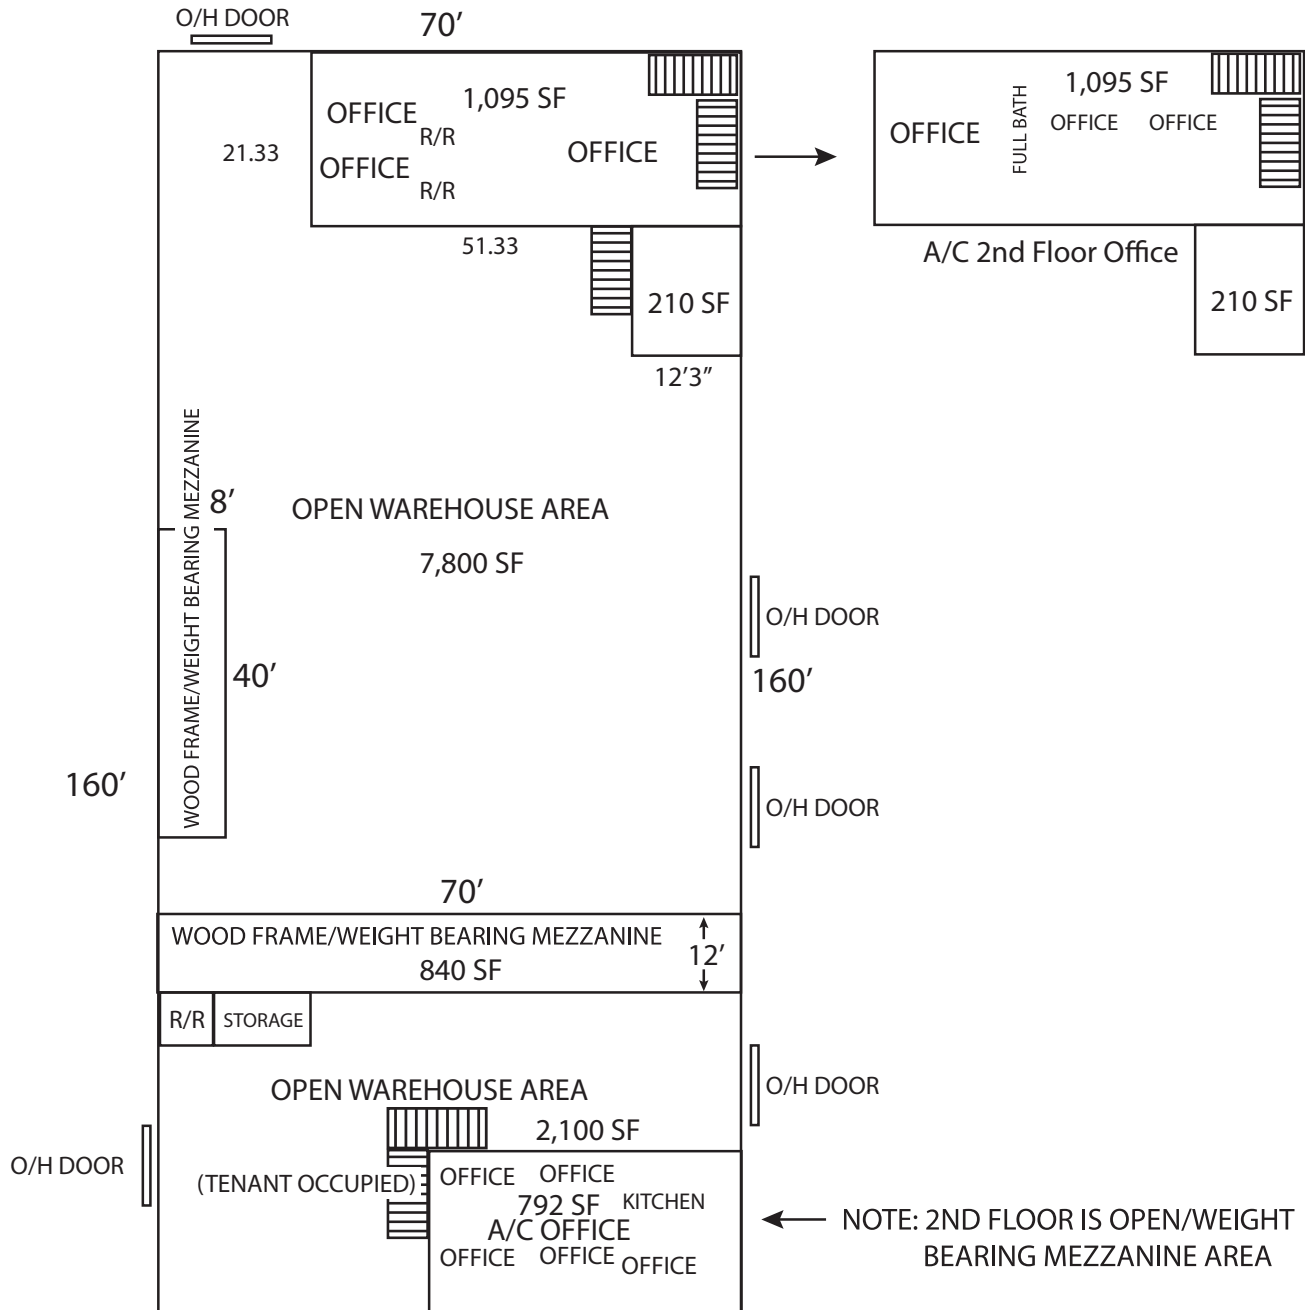 O/H DOOR
70’
1,095 SF
OFFICE
R/R
21.33
OFFICE
OFFICE
R/R
51.33
210 SF
12’3”
1,095 SF
OFFICE
FULL BATH
OFFICE
OFFICE
A/C 2nd Floor Office
210 SF
WOOD FRAME/WEIGHT BEARING MEZZANINE
8’
OPEN WAREHOUSE AREA
7,800 SF
O/H DOOR
40’
160’
160’
O/H DOOR
70’
WOOD FRAME/WEIGHT BEARING MEZZANINE
12’
840 SF
R/R
STORAGE
OPEN WAREHOUSE AREA
O/H DOOR
2,100 SF
O/H DOOR
(TENANT OCCUPIED)
OFFICE
OFFICE
792 SF
KITCHEN
A/C OFFICE
OFFICE
OFFICE
OFFICE
NOTE: 2ND FLOOR IS OPEN/WEIGHT
BEARING MEZZANINE AREA